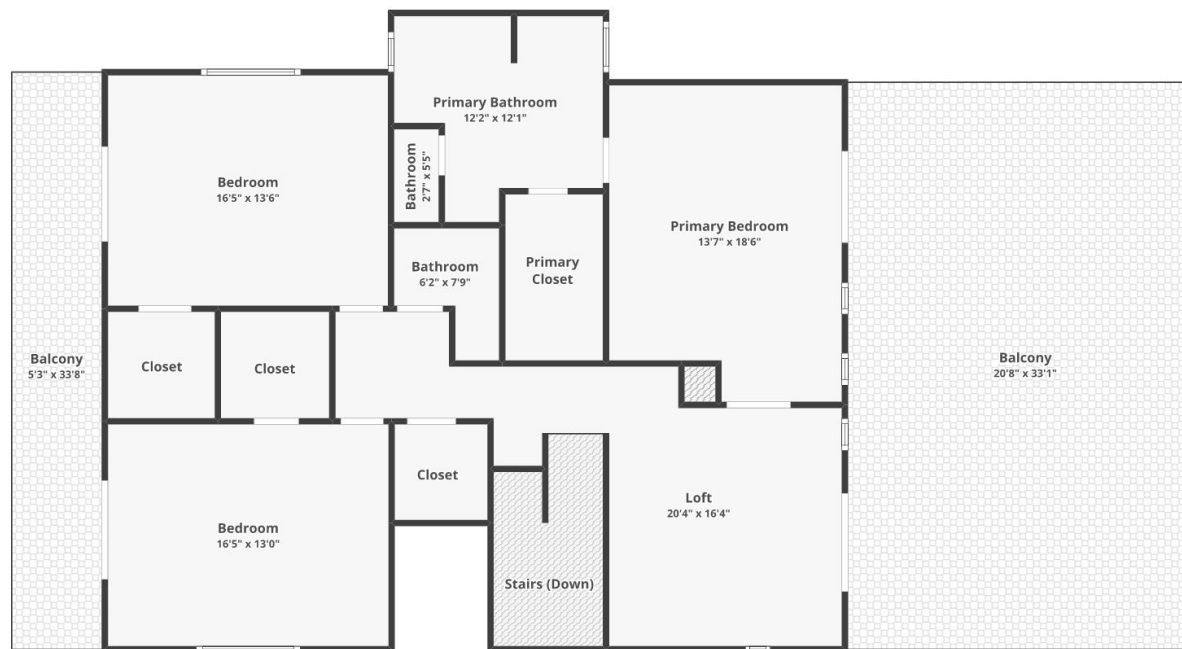 Primary Bathroom
12'2" x 12'1"
Bedroom
16'5" x 13'6"
Bathroom
2'7" x 5'5"
Primary Bedroom
13'7" x 18'6"
Bathroom
6'2" x 7'9"
Primary
Closet
Balcony
5'3" x 33'8"
Closet
Closet
Balcony
20'8" x 33'1"
Closet
Loft
20'4" x 16'4"
Bedroom
16'5" x 13'0"
Stairs (Down)